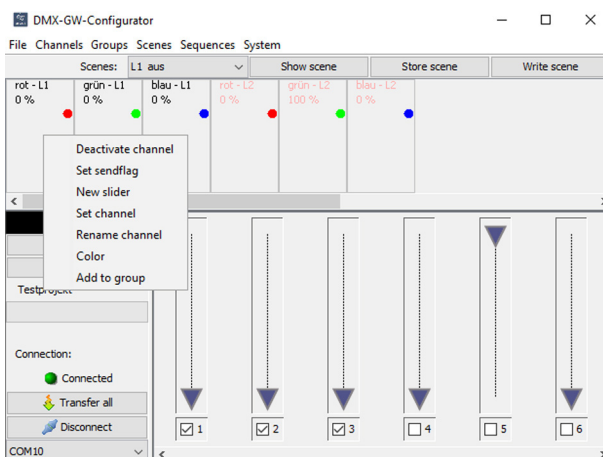 DMX-GW-Configurator
File Channels Groups Scenes Sequences System
Scenes: L1 aus Show scene Store scene Write scene
rot - L1 grün - L1 blau - L1 rot - L2 grün - L2 blau - L2
0 % 0 % 0 % 0 % 100 % 0 %
Deactivate channel
Set sendflag
New slider
Set channel
Rename channel
Color
Add to group
Testprojekt
Connection:
Connected
Transfer all
Disconnect
1 2 3 4 5 6
COM10